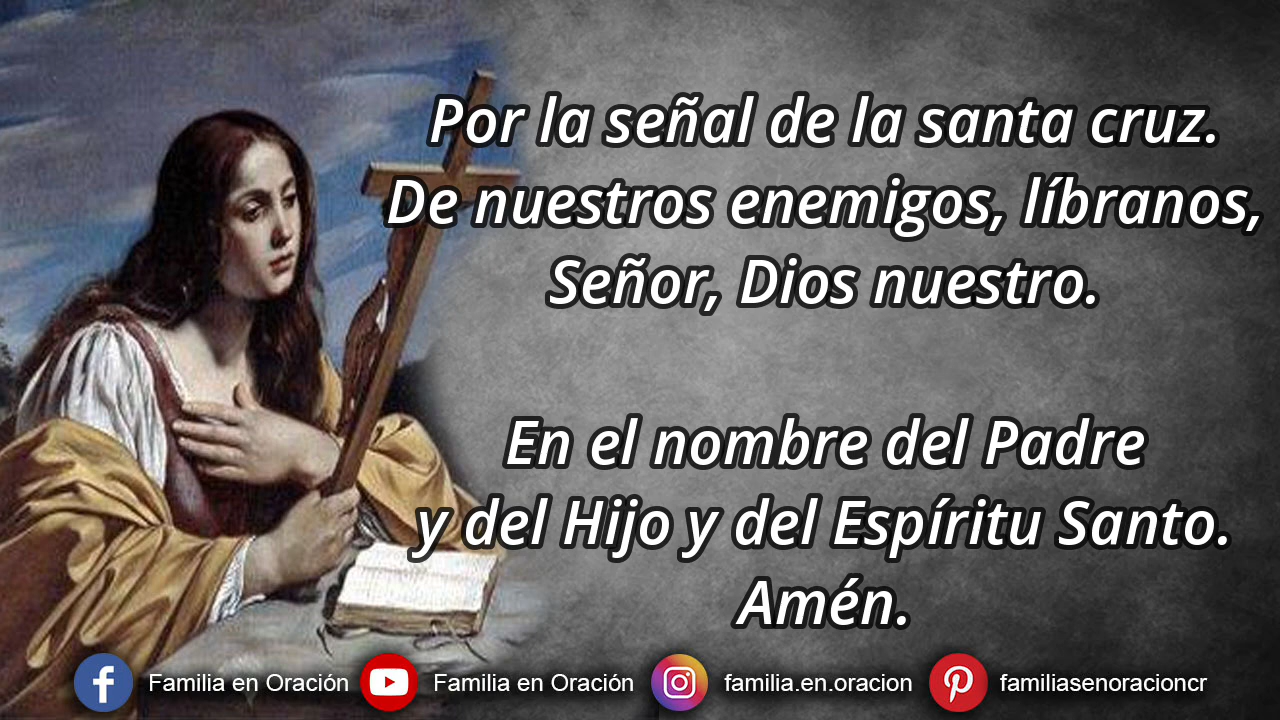 Por la señal de la santa cruz.
De nuestros enemigos, líbranos,
Señor, Dios nuestro.
En el nombre del Padre
y del Hijo y del Espíritu Santo.
Amén.
Familia en Oración
Familia en Oración
familia.en.oracion
familiasenoracioncr